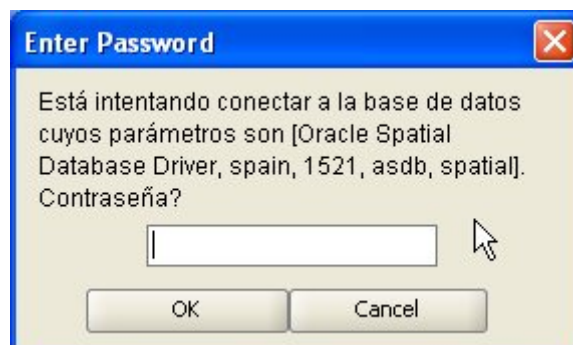 Enter Password
Está intentando conectar a la base de datos
cuyos parámetros son [Oracle Spatial
Database Driver, spain, 1521, asdb, spatial].
Contraseña?
OK Cancel